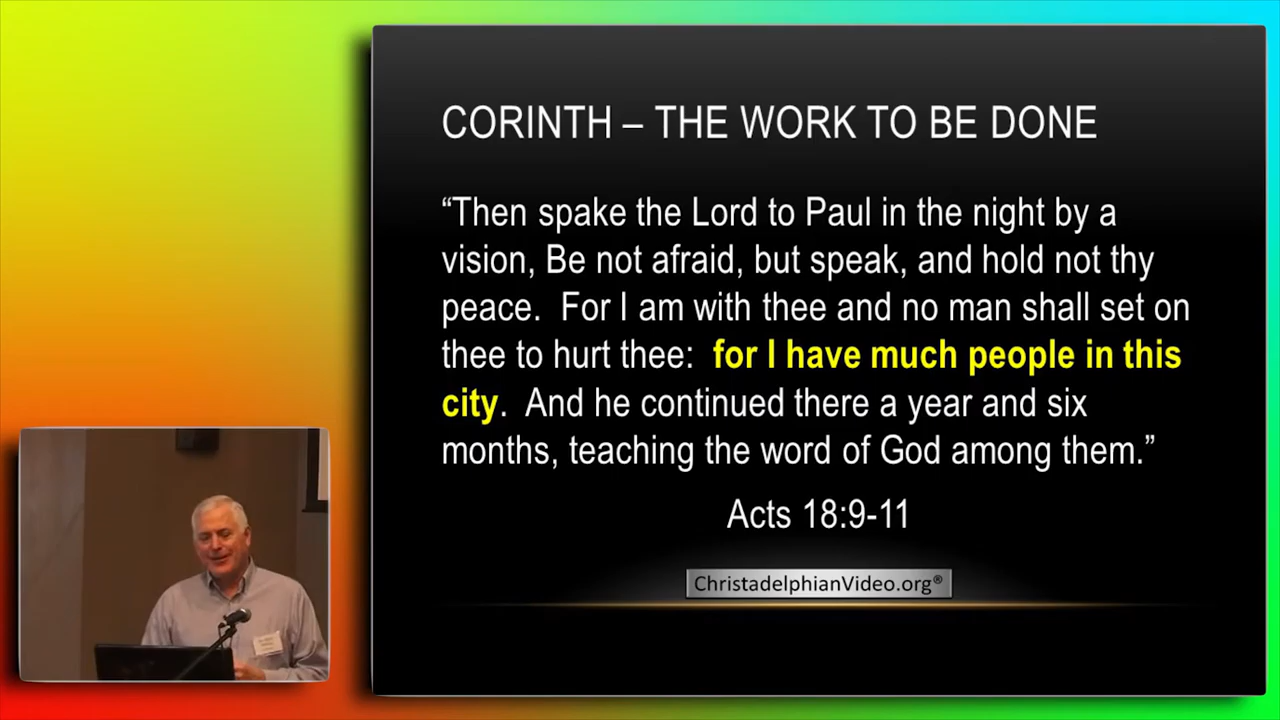 CORINTH – THE WORK TO BE DONE
“Then spake the Lord to Paul in the night by a
vision, Be not afraid, but speak, and hold not thy
peace.  For I am with thee and no man shall set on
thee to hurt thee:  for I have much people in this
city.  And he continued there a year and six
months, teaching the word of God among them.”
Acts 18:9-11
ChristadelphianVideo.org®